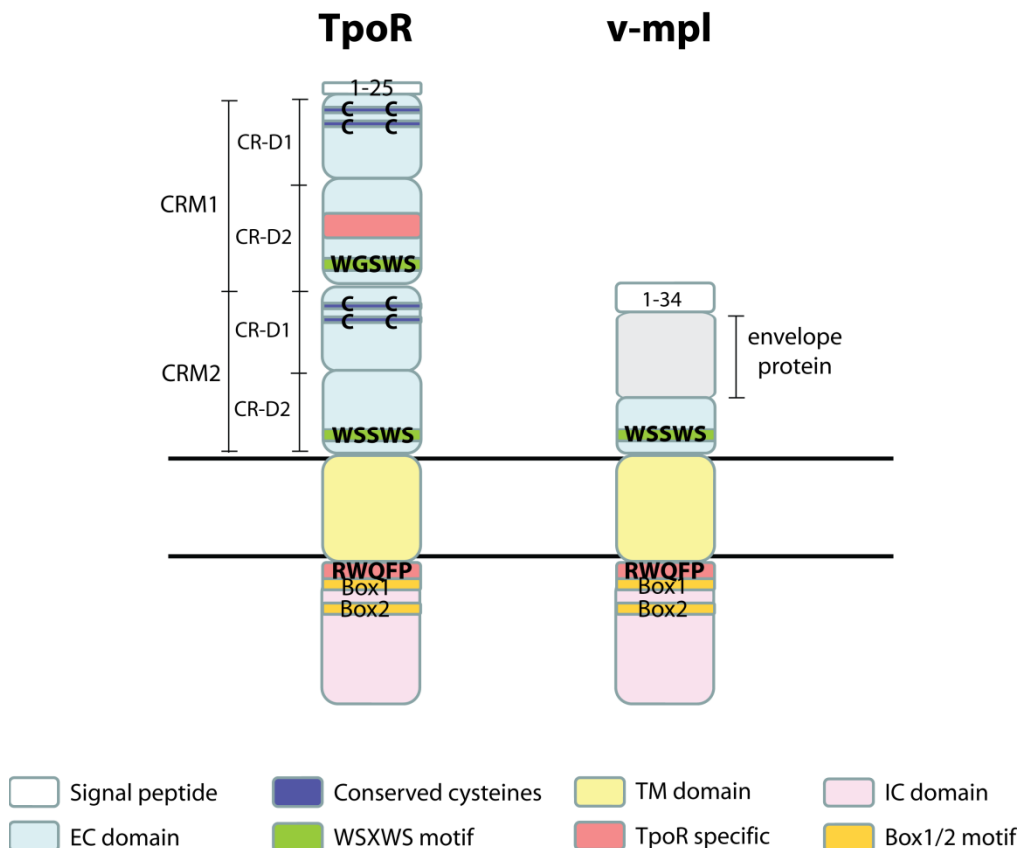 TpoR
v-mpl
1-25
C C
C C
CR-D1
CRM1
CR-D2
WGSWS
C C
C C
CR-D1
CRM2
CR-D2
WSSWS
1-34
envelope
protein
WSSWS
RWQFP
Box1
Box2
RWQFP
Box1
Box2
Signal peptide
Conserved cysteines
TM domain
IC domain
EC domain
WSXWS motif
TpoR specific
Box1/2 motif